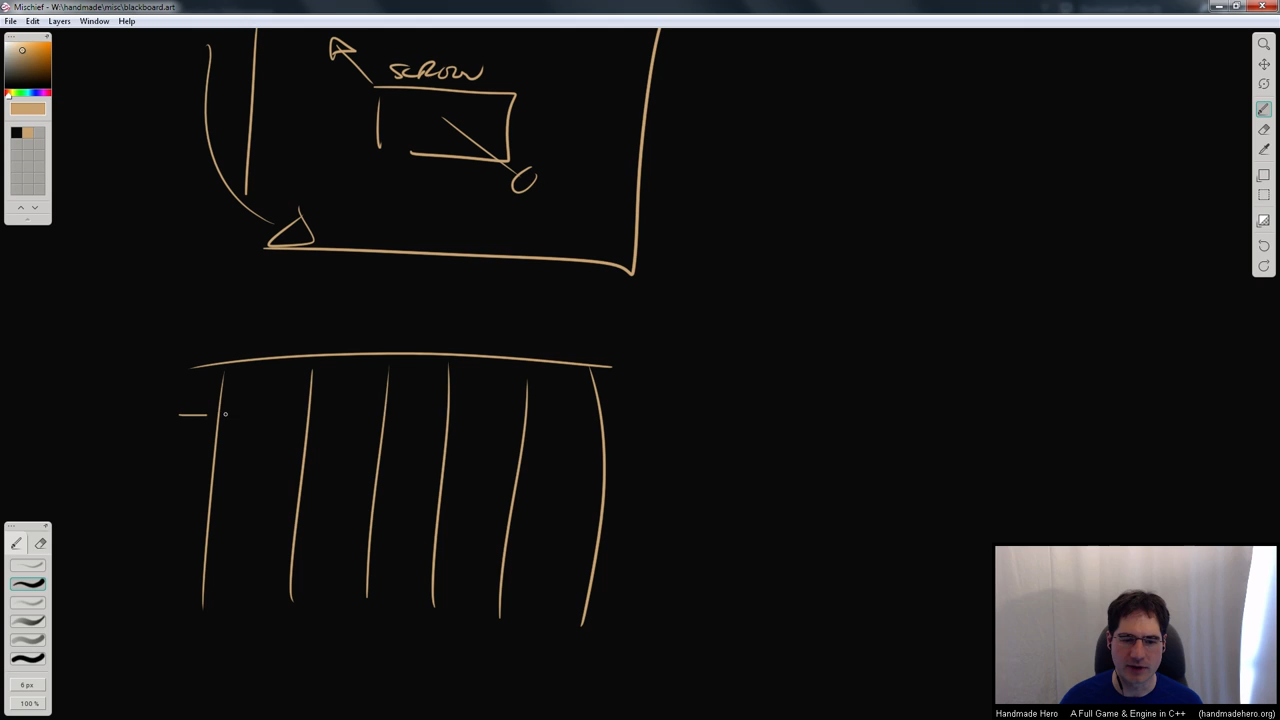 Mischief - W:\handmade\misc\blackboard.art
File Edit Layers Window Help
6 px
100 %
Handmade Hero A Full Game & Engine in C++ (handmadehero.org)